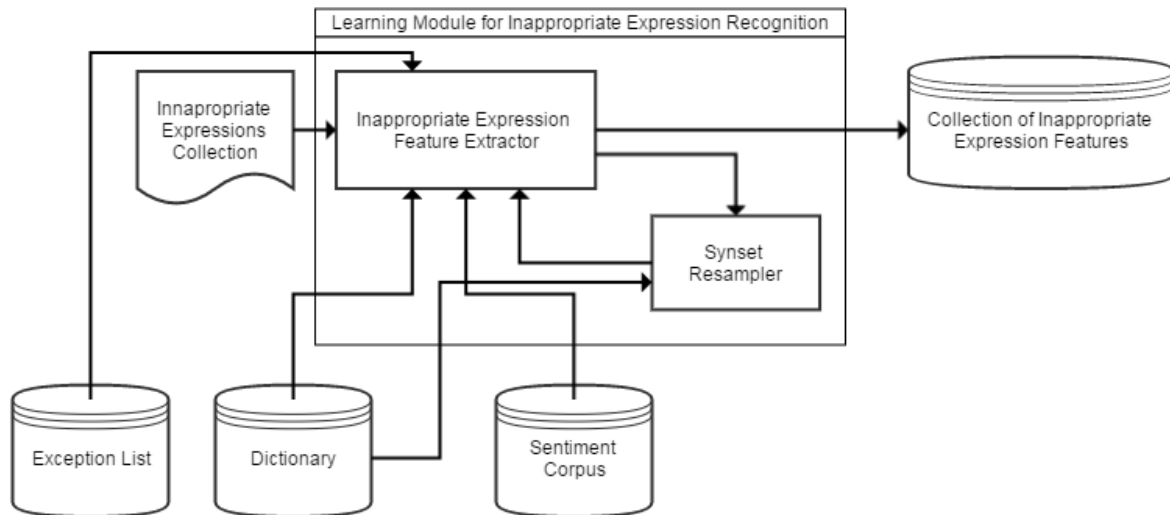 Learning Module for Inappropriate Expression Recognition
Innapropriate
Expressions
Collection
Inappropriate Expression
Feature Extractor
Collection of Inappropriate
Expression Features
Synset
Resampler
Exception List
Dictionary
Sentiment
Corpus